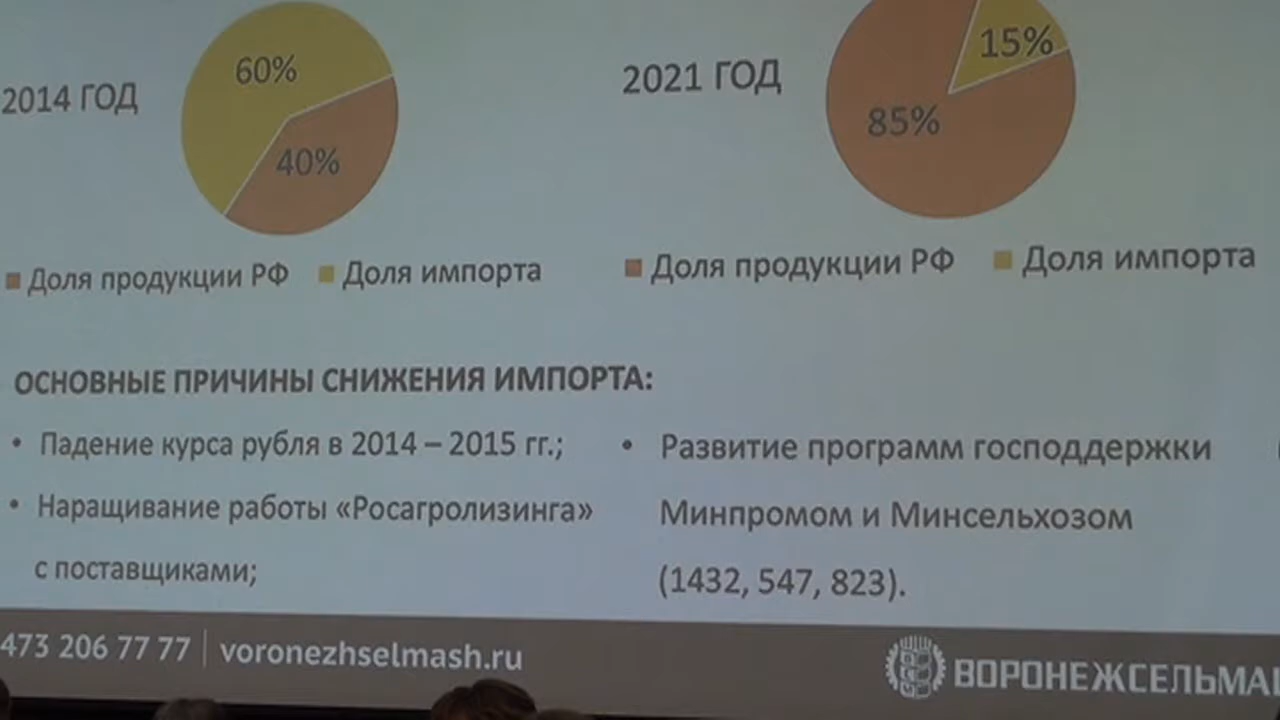 2014 ГОД
60%
40%
Доля продукции РФ
Доля импорта
2021 ГОД
15%
85%
Доля продукции РФ
Доля импорта
ОСНОВНЫЕ ПРИЧИНЫ СНИЖЕНИЯ ИМПОРТА:
• Падение курса рубля в 2014 – 2015 гг.;
• Наращивание работы «Росагролизинга»
с поставщиками;
• Развитие программ господдержки
Минпромом и Минсельхозом
(1432, 547, 823).
473 206 77 77 | voronezhselmash.ru
ВОРОНЕЖСЕЛЬМА